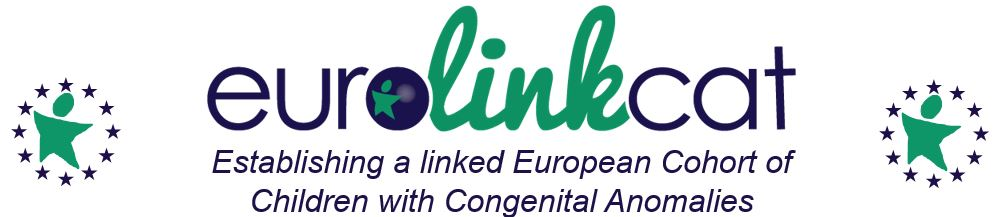 eurolinkcat
Establishing a linked European Cohort of
Children with Congenital Anomalies